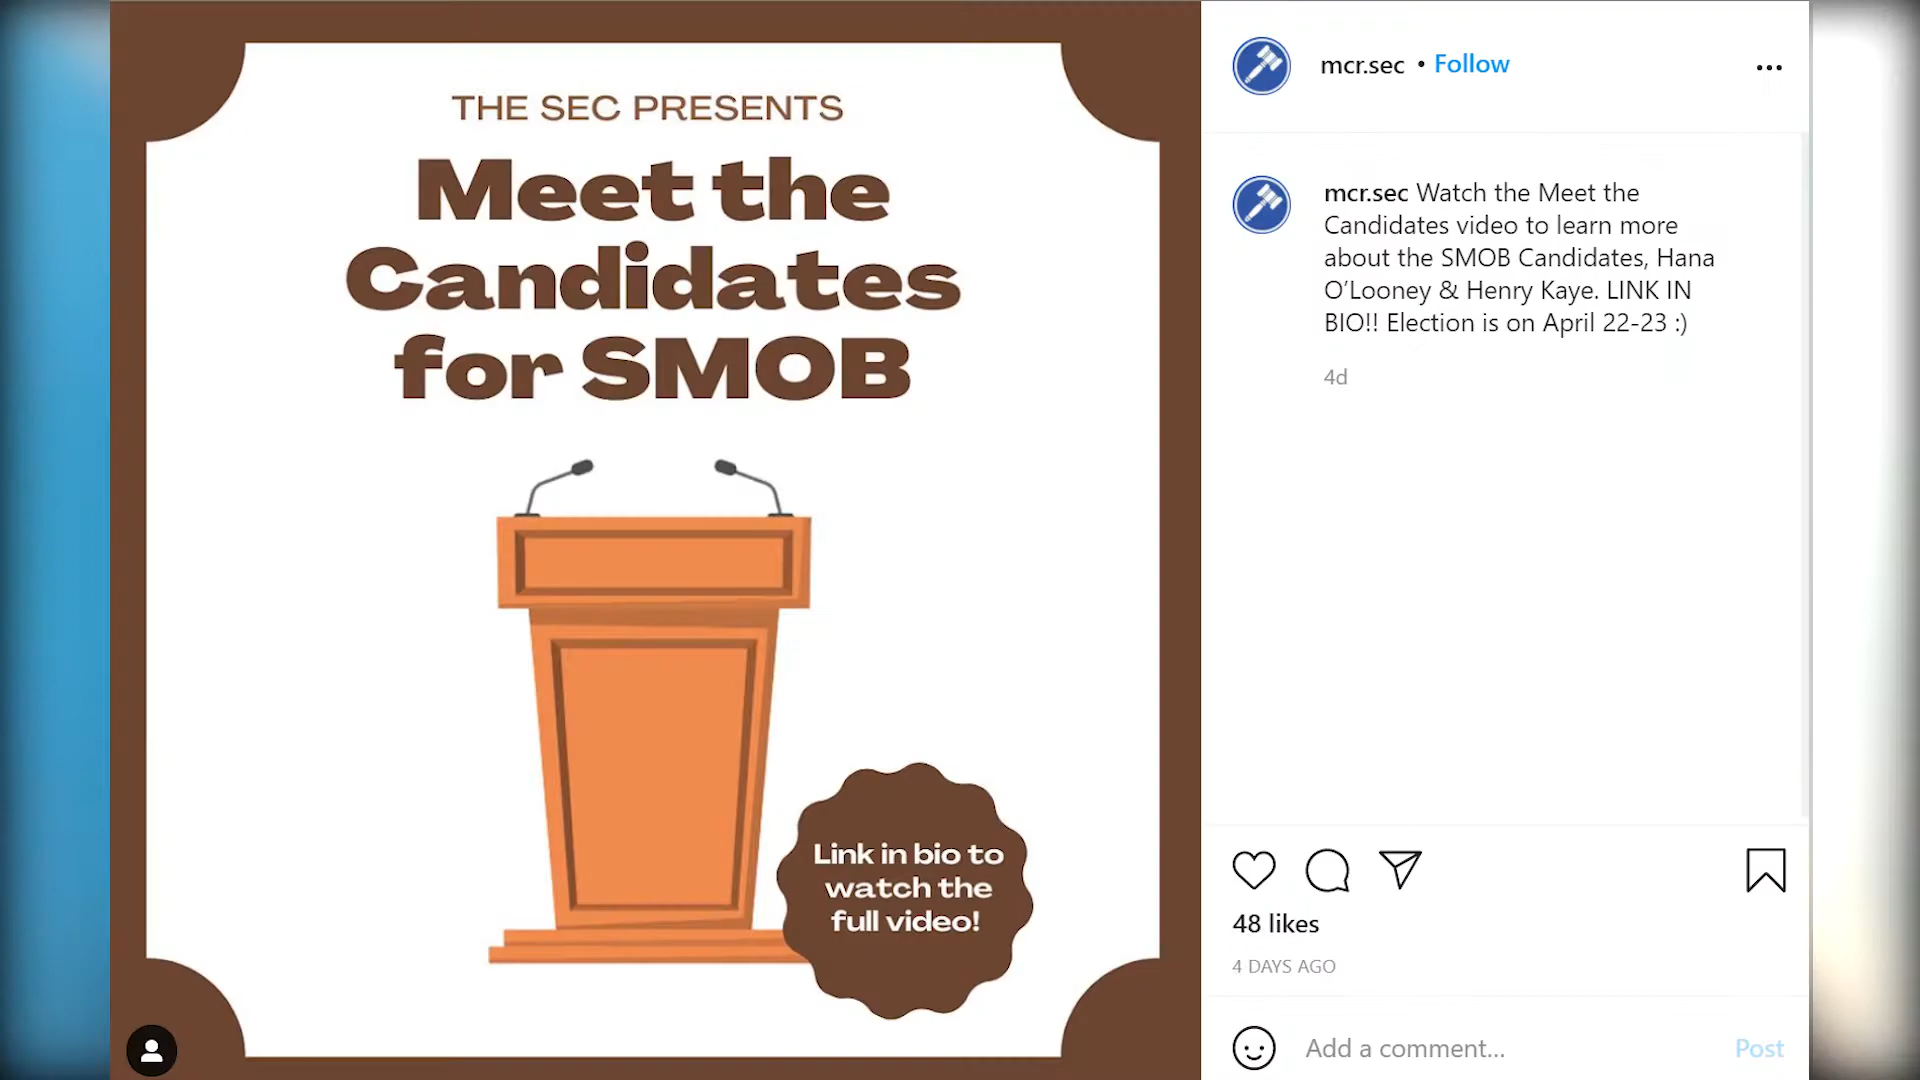 THE SEC PRESENTS
Meet the
Candidates
for SMOB
Link in bio to
watch the
full video!
mcr.sec • Follow
mcr.sec Watch the Meet the
Candidates video to learn more
about the SMOB Candidates, Hana
O’Looney & Henry Kaye. LINK IN
BIO!! Election is on April 22-23 :)
4d
48 likes
4 DAYS AGO
Add a comment...
Post